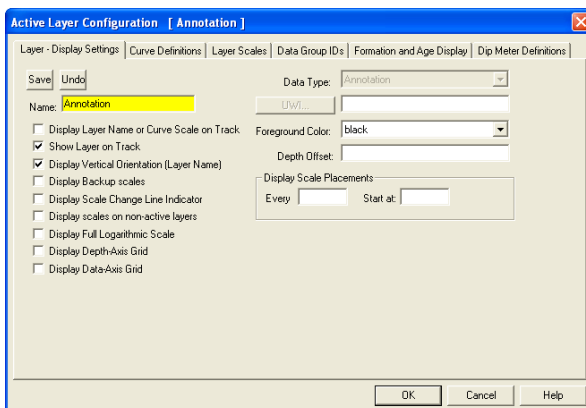 Active Layer Configuration [ Annotation ]
Layer - Display Settings Curve Definitions Layer Scales Data Group IDs Formation and Age Display Dip Meter Definitions
Save Undo
Data Type: Annotation
Name: Annotation
UWI...
Display Layer Name or Curve Scale on Track
Foreground Color: black
Show Layer on Track
Depth Offset:
Display Vertical Orientation (Layer Name)
Display Backup scales
Display Scale Placements
Display Scale Change Line Indicator
Every Start at:
Display scales on non-active layers
Display Full Logarithmic Scale
Display Depth-Axis Grid
Display Data-Axis Grid
OK Cancel Help